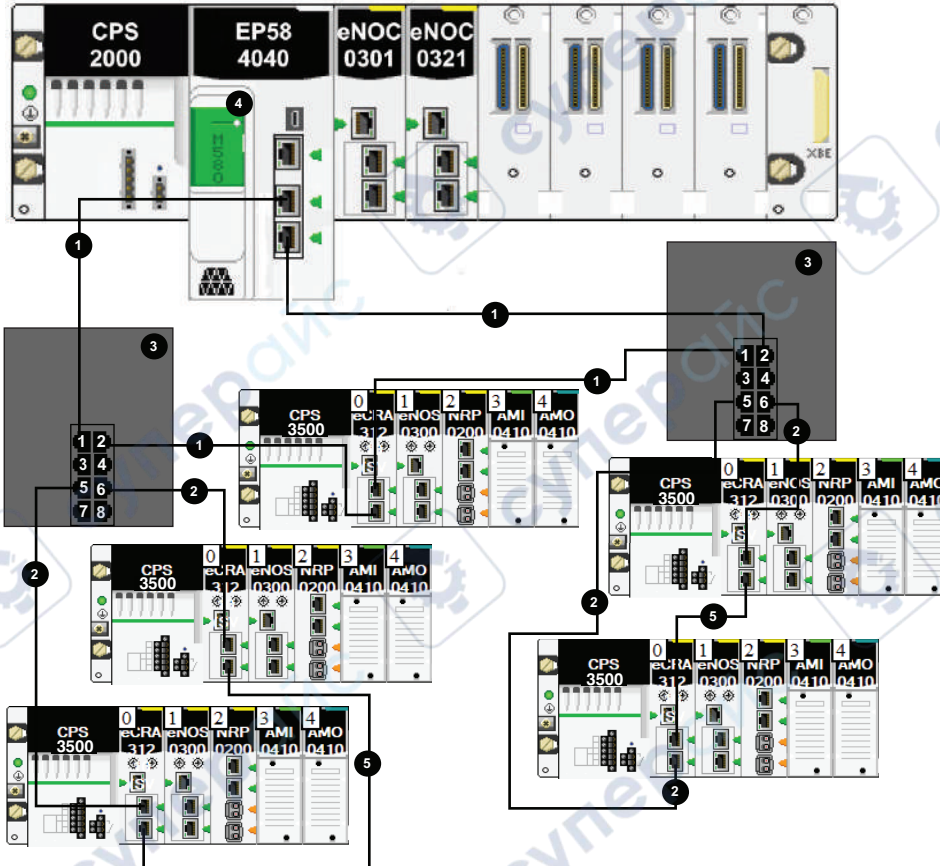 CPS 2000
EP58 4040
eNOC 0301
eNOC 0321
4
M580
XBE
1
1
3
1 2
3 4
5 6
7 8
3
1 2
3 4
5 6
7 8
1
1
2
2
2
2
5
5
2
CPS 3500
0 1 2 3 4
eCRA 312
eNOS 0300
NRP 0200
AMI 0410
AMO 0410
S
CPS 3500
0 1 2 3 4
eCRA 312
eNOS 0300
NRP 0200
AMI 0410
AMO 0410
S
CPS 3500
0 1 2 3 4
eCRA 312
eNOS 0300
NRP 0200
AMI 0410
AMO 0410
S
CPS 3500
0 1 2 3 4
eCRA 312
eNOS 0300
NRP 0200
AMI 0410
AMO 0410
S
CPS 3500
0 1 2 3 4
eCRA 312
eNOS 0300
NRP 0200
AMI 0410
AMO 0410
S
суперайс